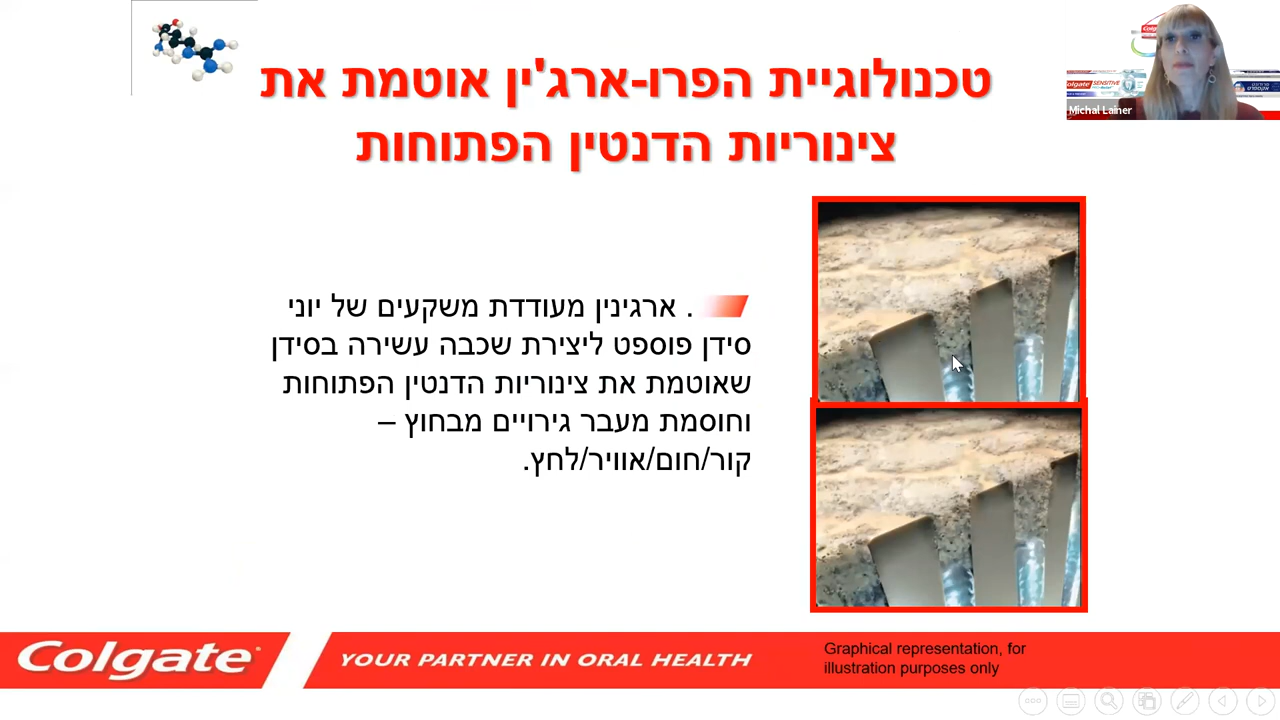 טכנולוגיית הפרו-ארג'ין אוטמת את
צינוריות הדנטין הפתוחות
Colgate
SENSITIVE
Michal Lainer
. ארגינין מעודדת משקעים של יוני
סידן פוספט ליצירת שכבה עשירה בסידן
שאוטמת את צינוריות הדנטין הפתוחות
וחוסמת מעבר גירויים מבחוץ –
קור/חום/אוויר/לחץ.
Colgate
YOUR PARTNER IN ORAL HEALTH
Graphical representation, for
illustration purposes only